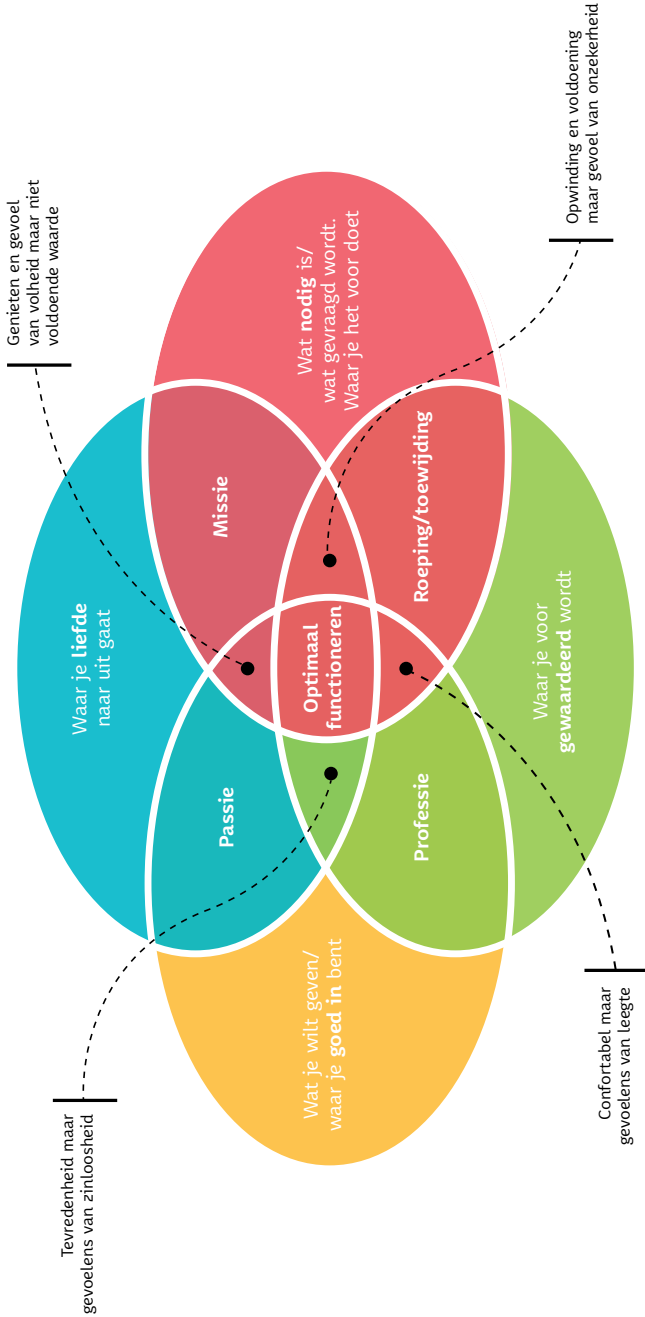 Genieten en gevoel
van volheid maar niet
voldoende waarde
Opwinding en voldoening
maar gevoel van onzekerheid
Waar je liefde
naar uit gaat
Missie
Wat nodig is/
wat gevraagd wordt.
Waar je het voor doet
Passie
Optimaal
functioneren
Roeping/toewijding
Wat je wilt geven/
waar je goed in bent
Professie
Waar je voor
gewaardeerd wordt
Tevredenheid maar
gevoelens van zinloosheid
Confortabel maar
gevoelens van leegte